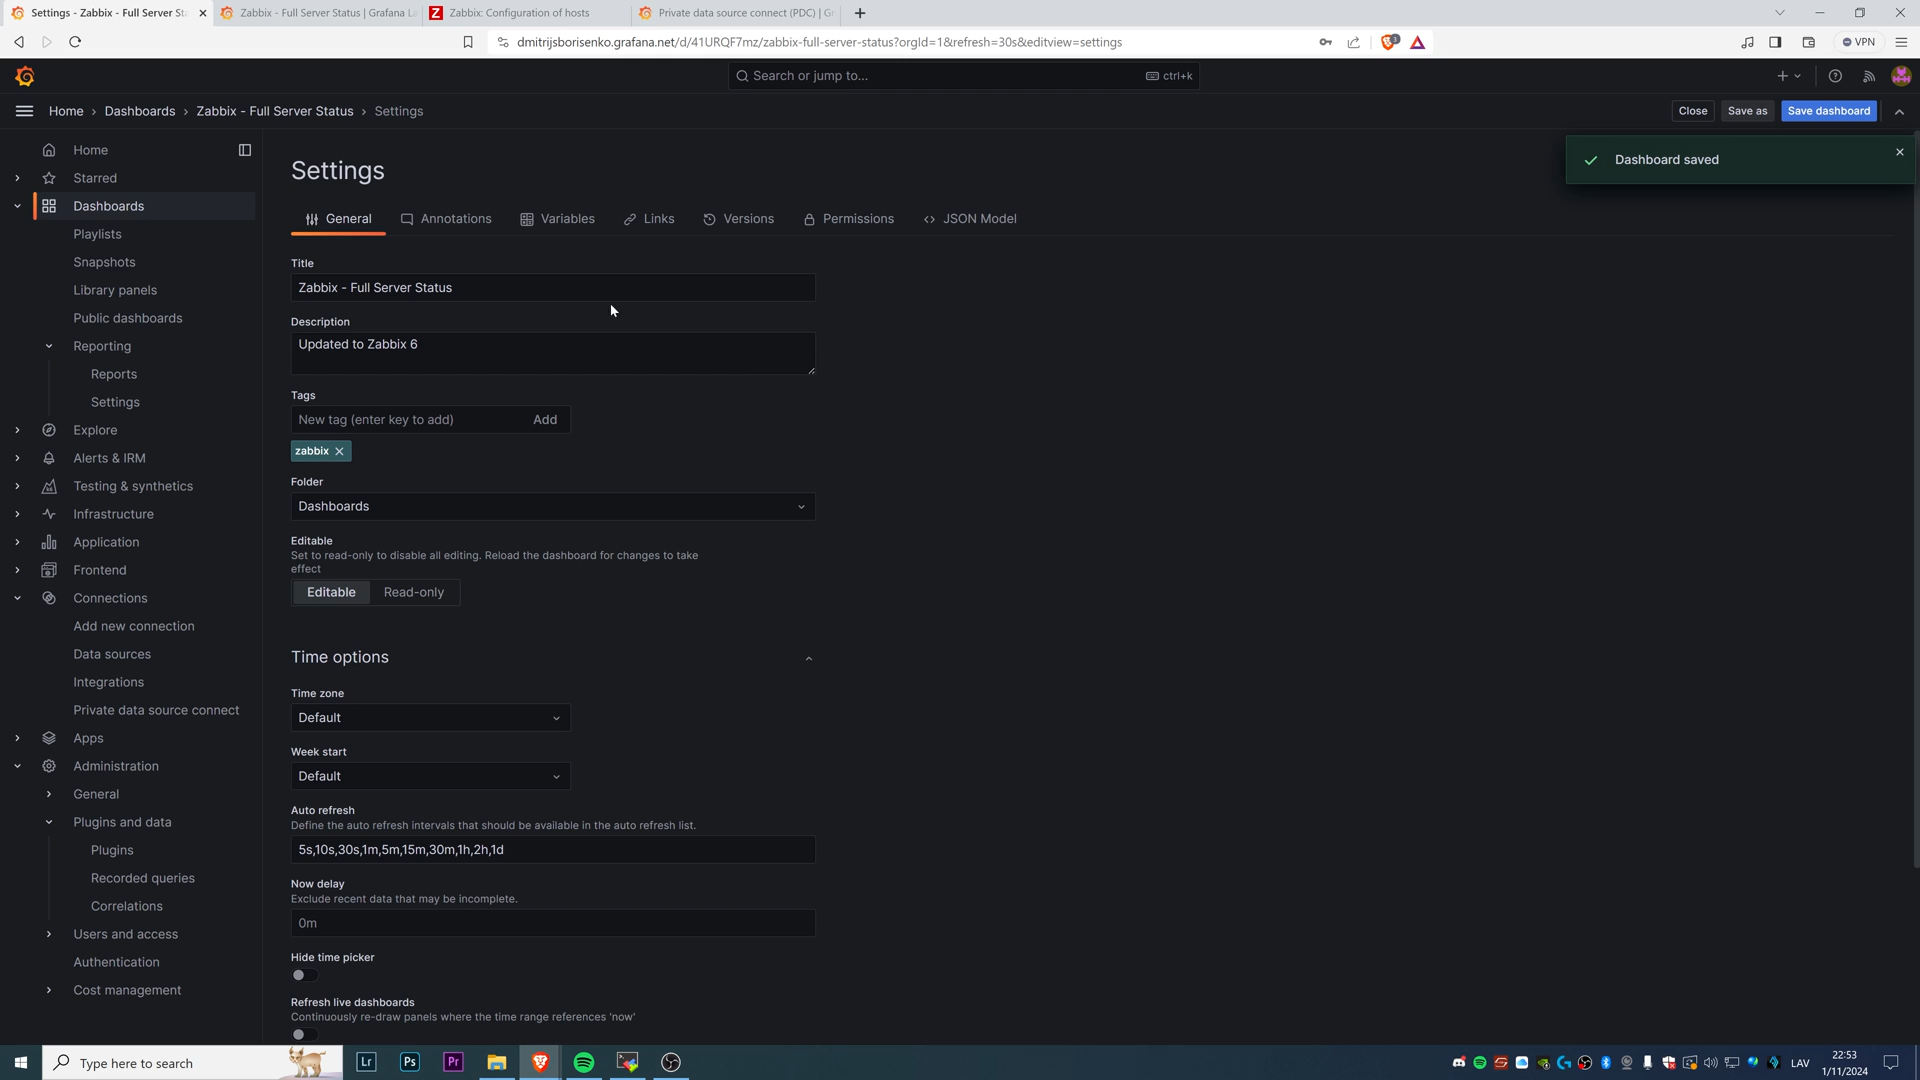 Settings - Zabbix - Full Server St
Zabbix - Full Server Status | Grafana La
Zabbix: Configuration of hosts
Private data source connect (PDC) | Gr
dmitrijsborisenko.grafana.net/d/41URQF7mz/zabbix-full-server-status?orgId=1&refresh=30s&editview=settings
VPN
Search or jump to...
ctrl+k
Home › Dashboards › Zabbix - Full Server Status › Settings
Close
Save as
Save dashboard
Dashboard saved
Home
Starred
Dashboards
Playlists
Snapshots
Library panels
Public dashboards
Reporting
Reports
Settings
Explore
Alerts & IRM
Testing & synthetics
Infrastructure
Application
Frontend
Connections
Add new connection
Data sources
Integrations
Private data source connect
Apps
Administration
General
Plugins and data
Plugins
Recorded queries
Correlations
Users and access
Authentication
Cost management
Settings
General
Annotations
Variables
Links
Versions
Permissions
JSON Model
Title
Zabbix - Full Server Status
Description
Updated to Zabbix 6
Tags
New tag (enter key to add)
Add
zabbix
Folder
Dashboards
Editable
Set to read-only to disable all editing. Reload the dashboard for changes to take
effect
Editable
Read-only
Time options
Time zone
Default
Week start
Default
Auto refresh
Define the auto refresh intervals that should be available in the auto refresh list.
5s,10s,30s,1m,5m,15m,30m,1h,2h,1d
Now delay
Exclude recent data that may be incomplete.
0m
Hide time picker
Refresh live dashboards
Continuously re-draw panels where the time range references 'now'
Type here to search
Lr
Ps
Pr
LAV
22:53
1/11/2024